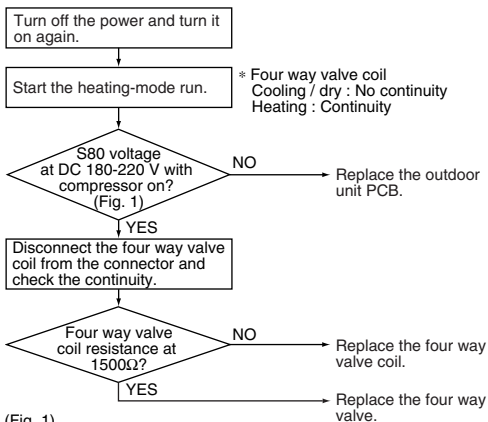 Turn off the power and turn it
on again.
Start the heating-mode run.
* Four way valve coil
Cooling / dry : No continuity
Heating : Continuity
S80 voltage
at DC 180-220 V with
compressor on?
(Fig. 1)
NO
Replace the outdoor
unit PCB.
YES
Disconnect the four way valve
coil from the connector and
check the continuity.
Four way valve
coil resistance at
1500Ω?
NO
Replace the four way
valve coil.
YES
Replace the four way
valve.
(Fig. 1)